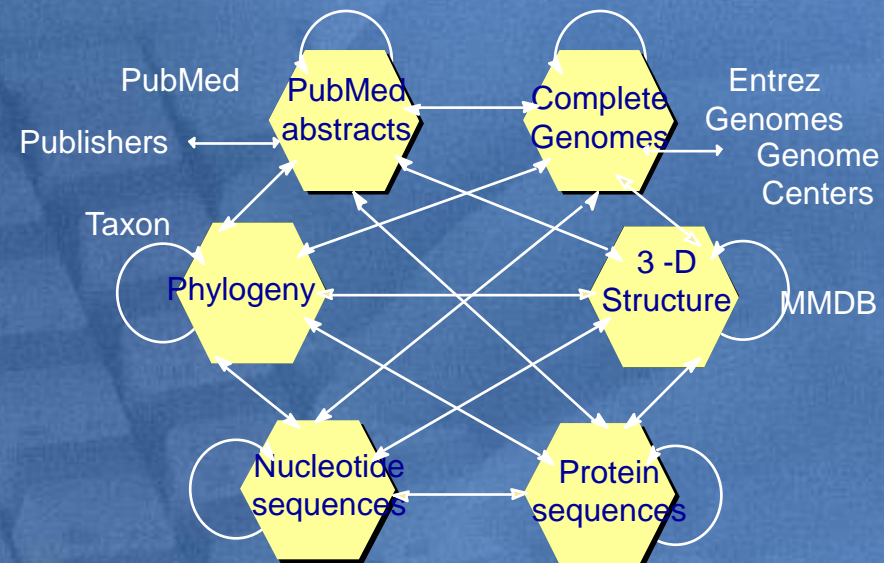 PubMed
PubMed
abstracts
Publishers
Complete
Genomes
Entrez
Genomes
Genome
Centers
Taxon
Phylogeny
3 -D
Structure
MMDB
Nucleotide
sequences
Protein
sequences